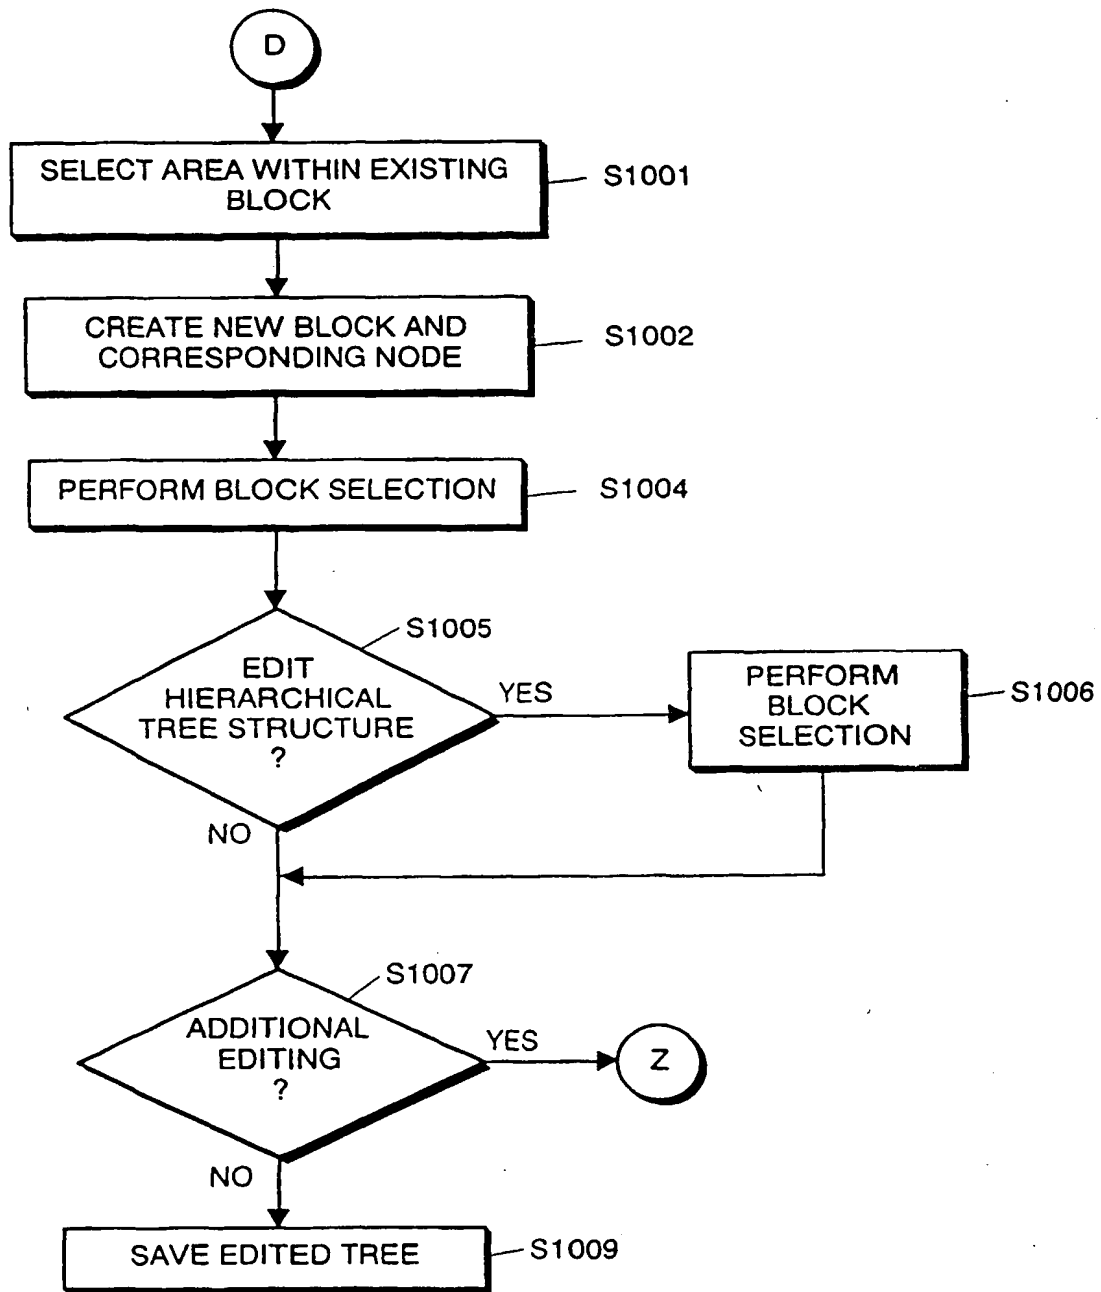 D
SELECT AREA WITHIN EXISTING
BLOCK
S1001
CREATE NEW BLOCK AND
CORRESPONDING NODE
S1002
PERFORM BLOCK SELECTION
S1004
S1005
EDIT
HIERARCHICAL
TREE STRUCTURE
?
YES
PERFORM
BLOCK
SELECTION
S1006
NO
S1007
ADDITIONAL
EDITING
?
YES
Z
NO
SAVE EDITED TREE
S1009